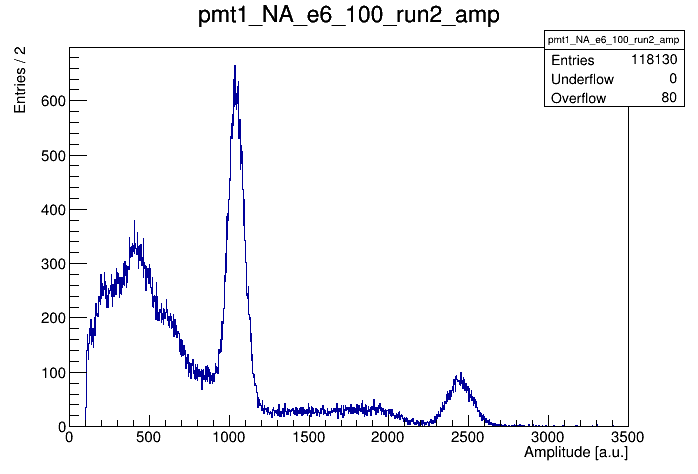 pmt1_NA_e6_100_run2_amp
pmt1_NA_e6_100_run2_amp
Entries 118130
Underflow 0
Overflow 80
Entries / 2
600
500
400
300
200
100
0
0 500 1000 1500 2000 2500 3000 3500
Amplitude [a.u.]